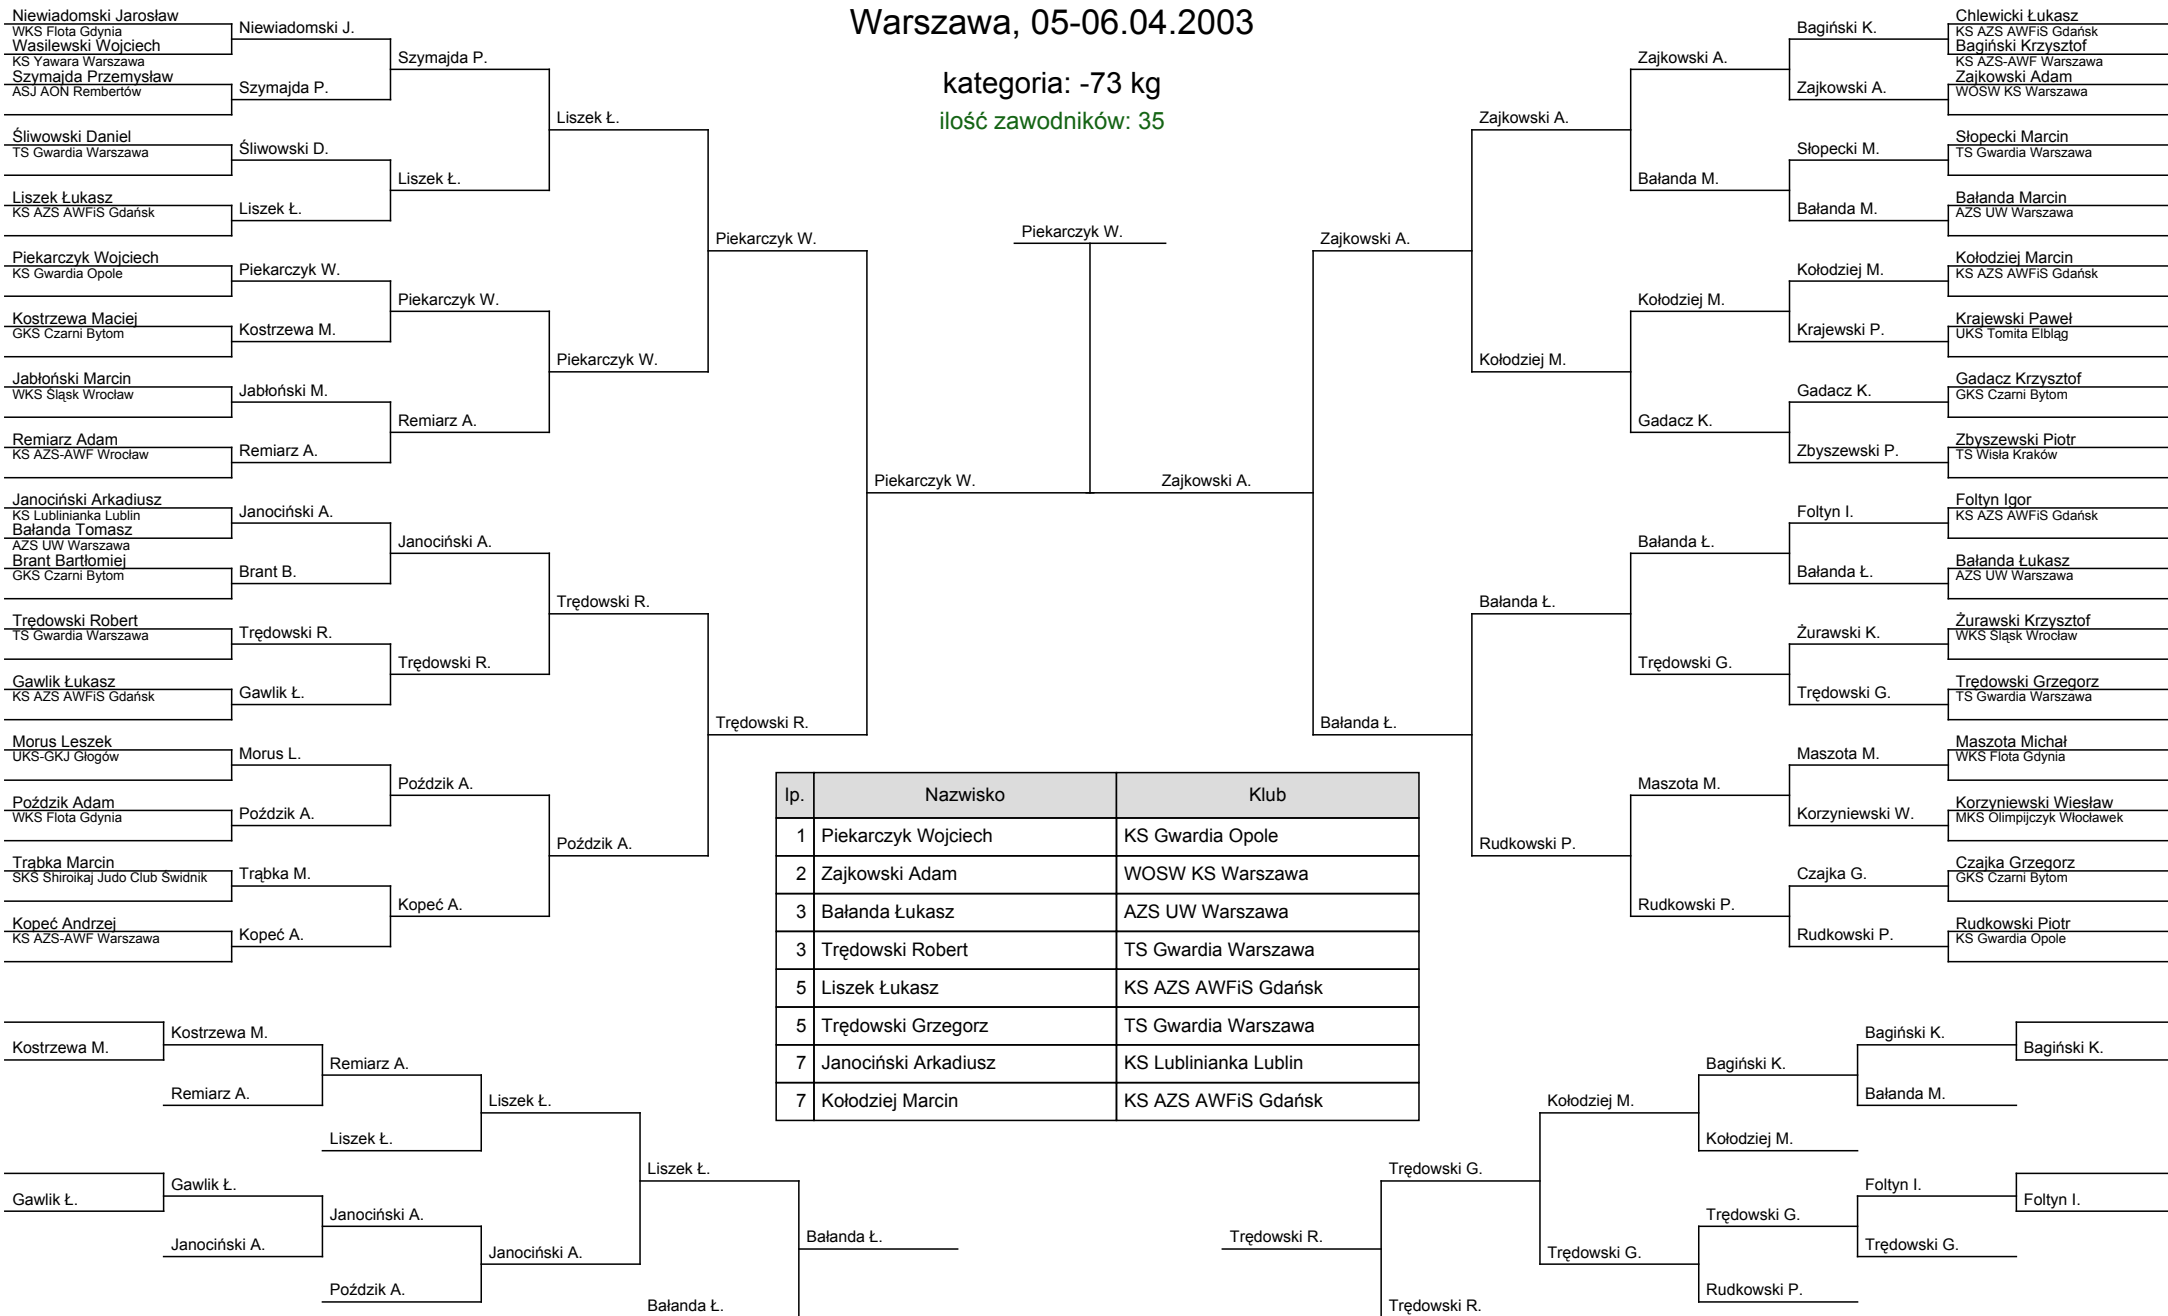 Warszawa, 05-06.04.2003
kategoria: -73 kg
ilość zawodników: 35
Niewiadomski Jarosław
WKS Flota Gdynia
Wasilewski Wojciech
KS Yawara Warszawa
Szymajda Przemysław
ASJ AON Rembertów
Śliwowski Daniel
TS Gwardia Warszawa
Liszek Łukasz
KS AZS AWFiS Gdańsk
Piekarczyk Wojciech
KS Gwardia Opole
Kostrzewa Maciej
GKS Czarni Bytom
Jabłoński Marcin
WKS Śląsk Wrocław
Remiarz Adam
KS AZS-AWF Wrocław
Janociński Arkadiusz
KS Lublinianka Lublin
Bałanda Tomasz
AZS UW Warszawa
Brant Bartłomiej
GKS Czarni Bytom
Trędowski Robert
TS Gwardia Warszawa
Gawlik Łukasz
KS AZS AWFiS Gdańsk
Morus Leszek
UKS-GKJ Głogów
Poździk Adam
WKS Flota Gdynia
Trąbka Marcin
SKS Shiroikaj Judo Club Świdnik
Kopeć Andrzej
KS AZS-AWF Warszawa
Niewiadomski J.
Szymajda P.
Śliwowski D.
Liszek Ł.
Piekarczyk W.
Kostrzewa M.
Jabłoński M.
Remiarz A.
Janociński A.
Brant B.
Trędowski R.
Gawlik Ł.
Morus L.
Poździk A.
Trąbka M.
Kopeć A.
Szymajda P.
Liszek Ł.
Piekarczyk W.
Remiarz A.
Janociński A.
Trędowski R.
Poździk A.
Kopeć A.
Liszek Ł.
Piekarczyk W.
Trędowski R.
Poździk A.
Piekarczyk W.
Trędowski R.
Piekarczyk W.
Piekarczyk W.
Zajkowski A.
Zajkowski A.
Bałanda Ł.
Zajkowski A.
Kołodziej M.
Bałanda Ł.
Rudkowski P.
Zajkowski A.
Bałanda M.
Kołodziej M.
Gadacz K.
Bałanda Ł.
Trędowski G.
Maszota M.
Rudkowski P.
Bagiński K.
Zajkowski A.
Słopecki M.
Bałanda M.
Kołodziej M.
Krajewski P.
Gadacz K.
Zbyszewski P.
Foltyn I.
Bałanda Ł.
Żurawski K.
Trędowski G.
Maszota M.
Korzyniewski W.
Czajka G.
Rudkowski P.
Chlewicki Łukasz
KS AZS AWFiS Gdańsk
Bagiński Krzysztof
KS AZS-AWF Warszawa
Zajkowski Adam
WOSW KS Warszawa
Słopecki Marcin
TS Gwardia Warszawa
Bałanda Marcin
AZS UW Warszawa
Kołodziej Marcin
KS AZS AWFiS Gdańsk
Krajewski Paweł
UKS Tomita Elbląg
Gadacz Krzysztof
GKS Czarni Bytom
Zbyszewski Piotr
TS Wisła Kraków
Foltyn Igor
KS AZS AWFiS Gdańsk
Bałanda Łukasz
AZS UW Warszawa
Żurawski Krzysztof
WKS Śląsk Wrocław
Trędowski Grzegorz
TS Gwardia Warszawa
Maszota Michał
WKS Flota Gdynia
Korzyniewski Wiesław
MKS Olimpijczyk Włocławek
Czajka Grzegorz
GKS Czarni Bytom
Rudkowski Piotr
KS Gwardia Opole
lp. Nazwisko Klub
1 Piekarczyk Wojciech KS Gwardia Opole
2 Zajkowski Adam WOSW KS Warszawa
3 Bałanda Łukasz AZS UW Warszawa
3 Trędowski Robert TS Gwardia Warszawa
5 Liszek Łukasz KS AZS AWFiS Gdańsk
5 Trędowski Grzegorz TS Gwardia Warszawa
7 Janociński Arkadiusz KS Lublinianka Lublin
7 Kołodziej Marcin KS AZS AWFiS Gdańsk
Kostrzewa M.
Gawlik Ł.
Kostrzewa M.
Remiarz A.
Gawlik Ł.
Janociński A.
Remiarz A.
Liszek Ł.
Janociński A.
Poździk A.
Liszek Ł.
Janociński A.
Liszek Ł.
Bałanda Ł.
Bałanda Ł.
Trędowski R.
Trędowski G.
Trędowski R.
Kołodziej M.
Trędowski G.
Bagiński K.
Kołodziej M.
Trędowski G.
Rudkowski P.
Bagiński K.
Bałanda M.
Foltyn I.
Trędowski G.
Bagiński K.
Foltyn I.